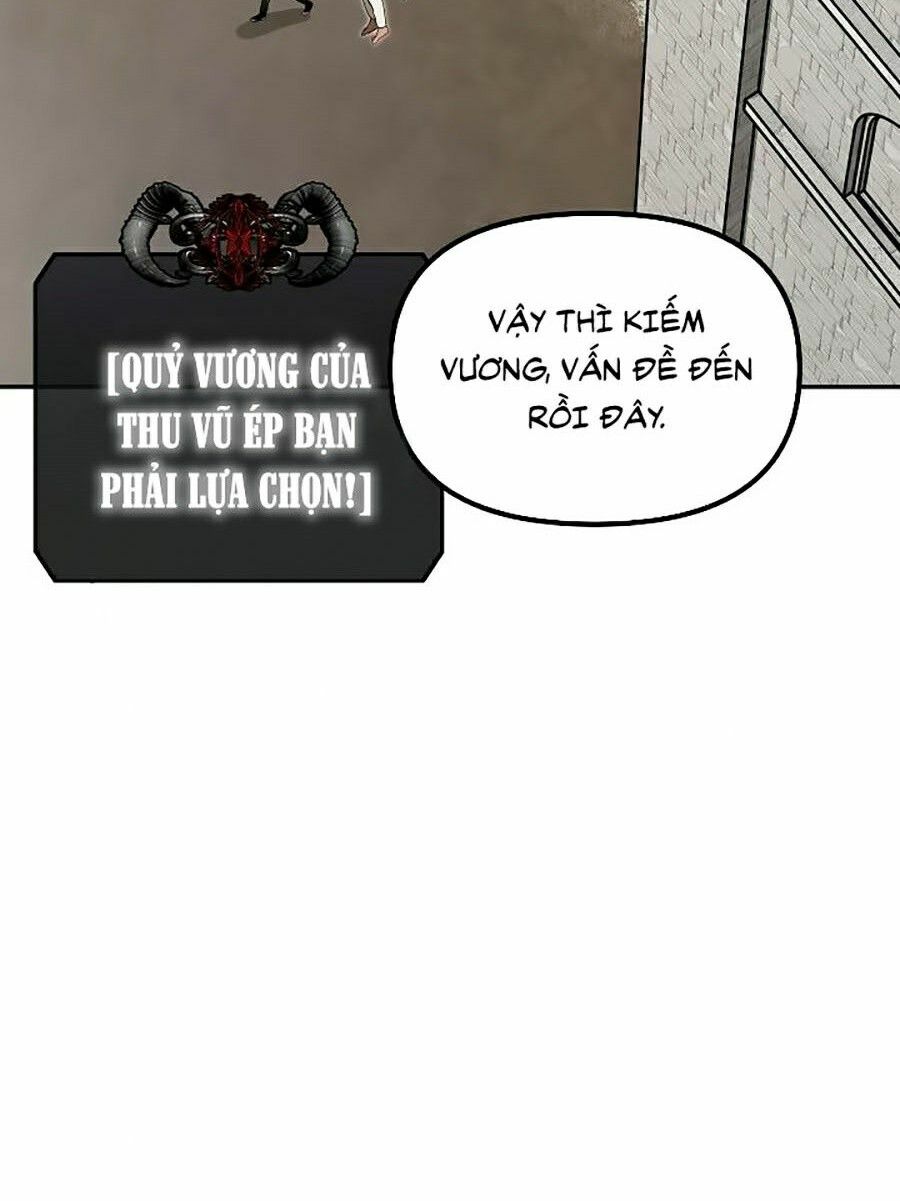 [QUỶ VƯƠNG CỦA
THU VŨ ÉP BẠN
PHẢI LỰA CHỌN!]
VẬY THÌ KIẾM
VƯƠNG, VẤN ĐỀ ĐẾN
RỒI ĐÂY.